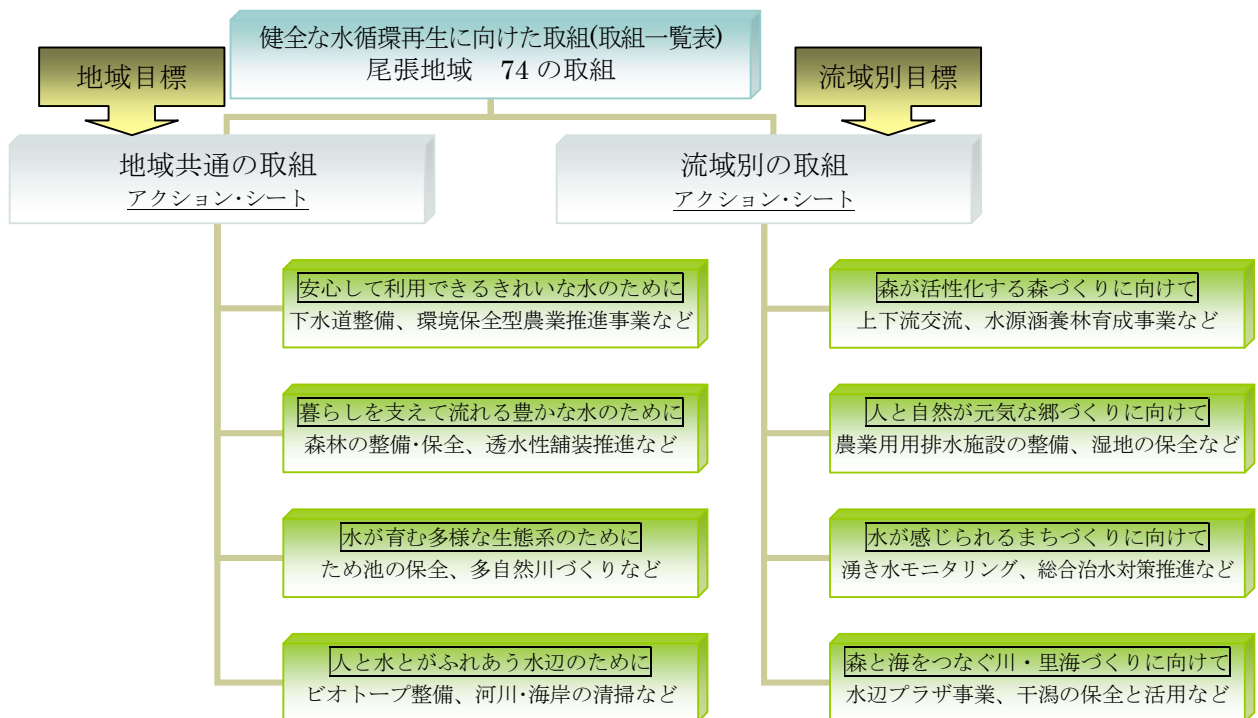 健全な水循環再生に向けた取組(取組一覧表)
尾張地域 74の取組
地域目標
流域別目標
地域共通の取組
アクション・シート
流域別の取組
アクション・シート
安心して利用できるきれいな水のために
下水道整備、環境保全型農業推進事業など
暮らしを支えて流れる豊かな水のために
森林の整備・保全、透水性舗装推進など
水が育む多様な生態系のために
ため池の保全、多自然川づくりなど
人と水とがふれあう水辺のために
ビオトープ整備、河川・海岸の清掃など
森が活性化する森づくりに向けて
上下流交流、水源涵養林育成事業など
人と自然が元気な郷づくりに向けて
農業用用排水施設の整備、湿地の保全など
水が感じられるまちづくりに向けて
湧き水モニタリング、総合治水対策推進など
森と海をつなぐ川・里海づくりに向けて
水辺プラザ事業、干潟の保全と活用など